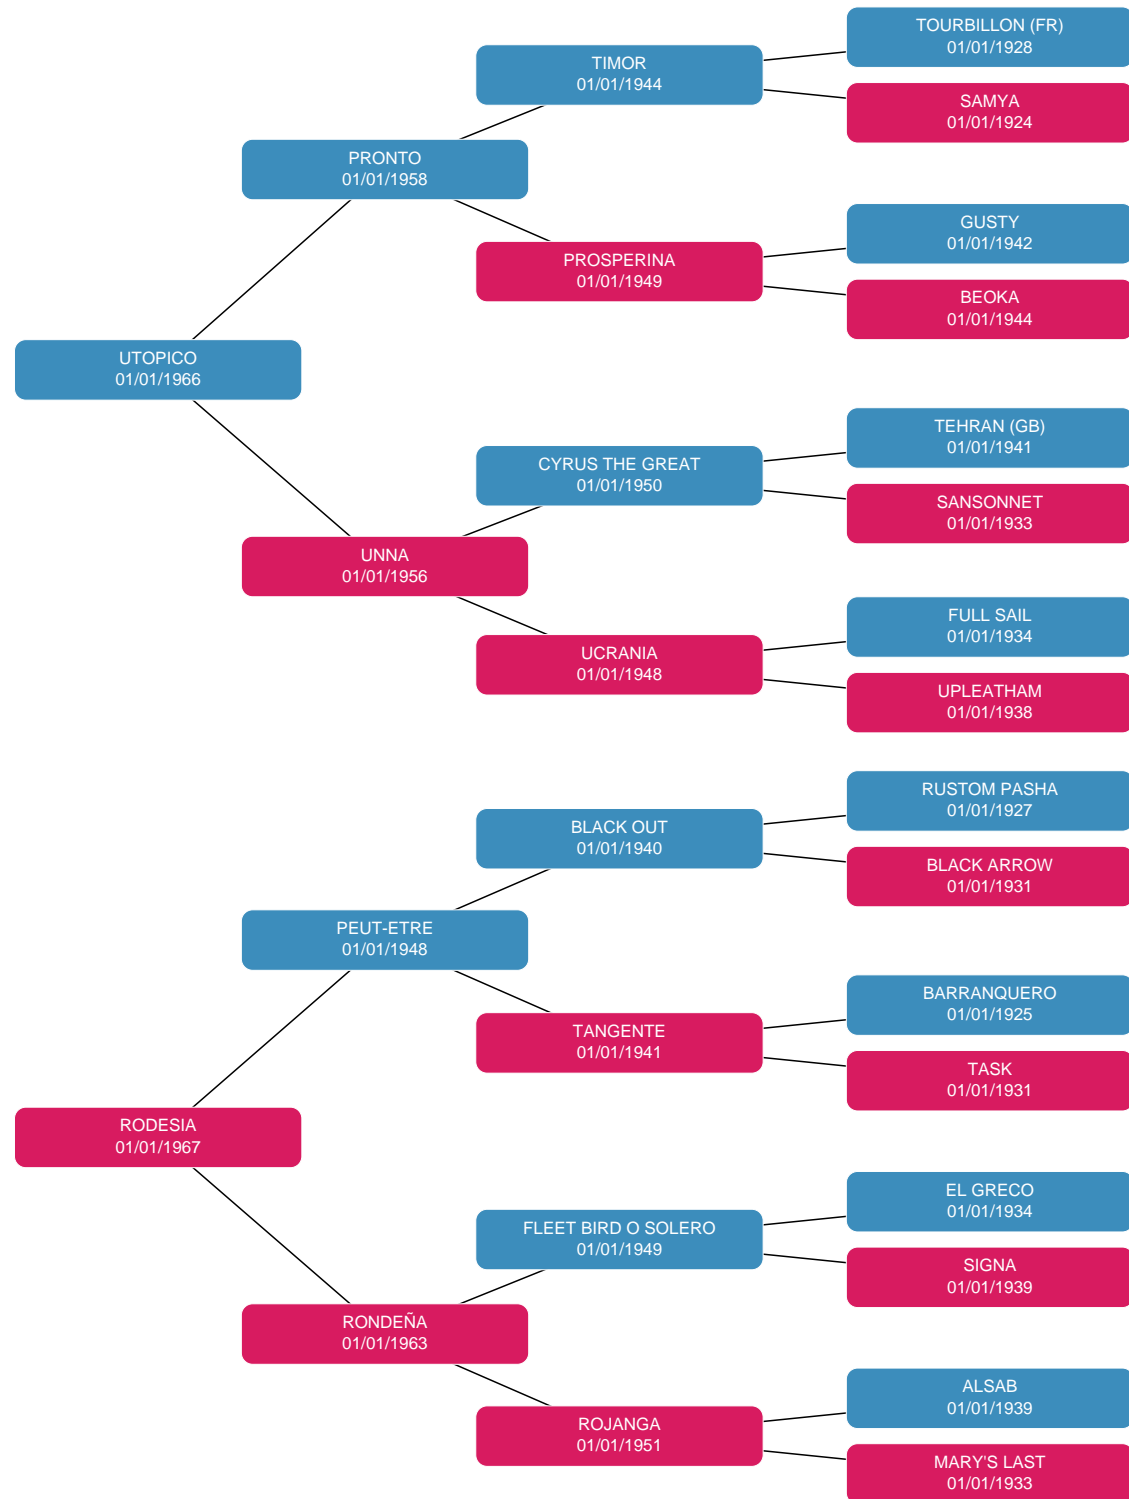 TOURBILLON (FR)
01/01/1928
TIMOR
01/01/1944
SAMYA
01/01/1924
PRONTO
01/01/1958
GUSTY
01/01/1942
PROSPERINA
01/01/1949
BEOKA
01/01/1944
UTOPICO
01/01/1966
TEHRAN (GB)
01/01/1941
CYRUS THE GREAT
01/01/1950
SANSONNET
01/01/1933
UNNA
01/01/1956
FULL SAIL
01/01/1934
UCRANIA
01/01/1948
UPLEATHAM
01/01/1938
RUSTOM PASHA
01/01/1927
BLACK OUT
01/01/1940
BLACK ARROW
01/01/1931
PEUT-ETRE
01/01/1948
BARRANQUERO
01/01/1925
TANGENTE
01/01/1941
TASK
01/01/1931
RODESIA
01/01/1967
EL GRECO
01/01/1934
FLEET BIRD O SOLERO
01/01/1949
SIGNA
01/01/1939
RONDEÑA
01/01/1963
ALSAB
01/01/1939
ROJANGA
01/01/1951
MARY'S LAST
01/01/1933